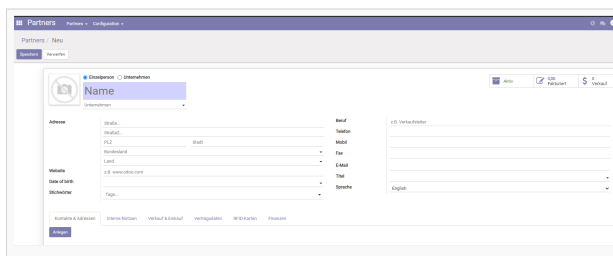 Partners Partners Configuration
Partners / Neu
Speichern Verwerfen
Einzelperson Unternehmen
Aktiv
0,00
Fakturiert
$ 0
Verkauf
Name
Unternehmen
Adresse
Straße...
Straße2...
PLZ Stadt
Bundesland
Land
Website z.B. www.odoo.com
Date of birth
Stichwörter Tags...
Beruf z.B. Verkaufsleiter
Telefon
Mobil
Fax
E-Mail
Titel
Sprache English
Kontakte & Adressen Interne Notizen Verkauf & Einkauf Vertragsdaten RFID-Karten Finanzen
Anlegen